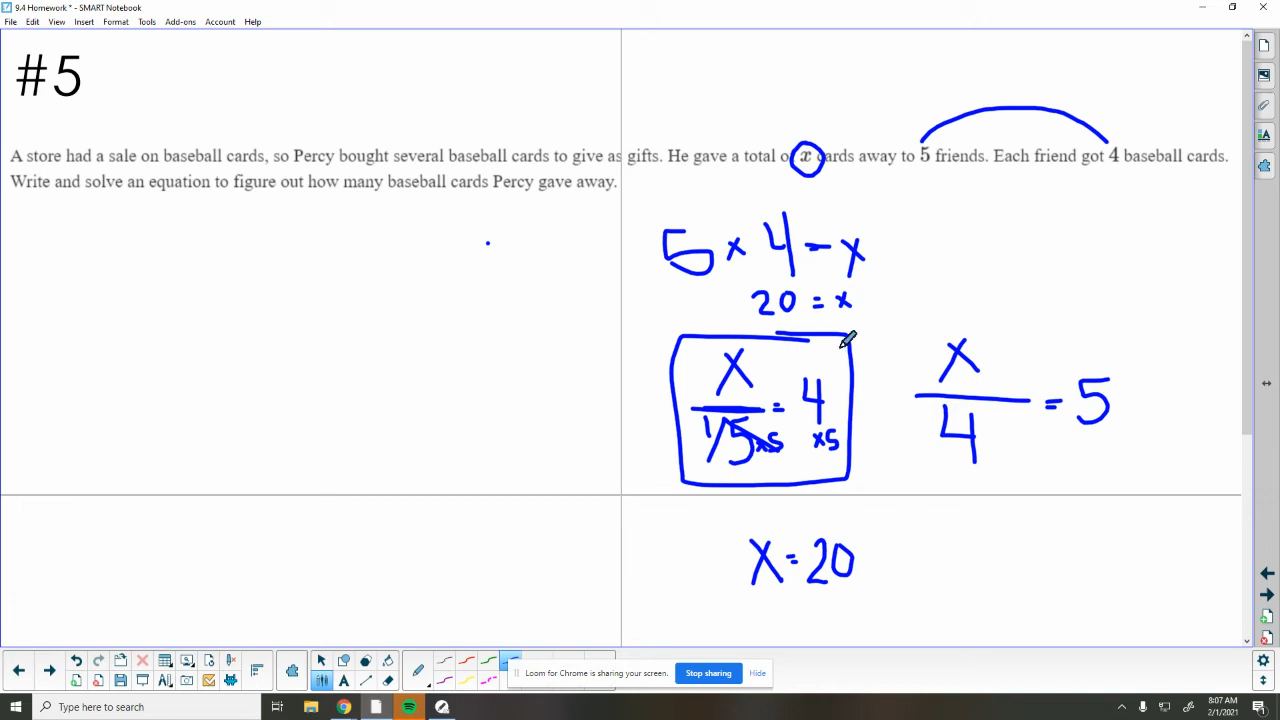 9.4 Homework * - SMART Notebook
File Edit View Insert Format Tools Add-ons Account Help
#5
A store had a sale on baseball cards, so Percy bought several baseball cards to give as gifts. He gave a total of x cards away to 5 friends. Each friend got 4 baseball cards.
Write and solve an equation to figure out how many baseball cards Percy gave away.
5 x 4 = x
20 = x
x
= 4
1 5 x5 x5
x
= 5
4
x = 20
Loom for Chrome is sharing your screen. Stop sharing Hide
Type here to search
8:07 AM
2/1/2021